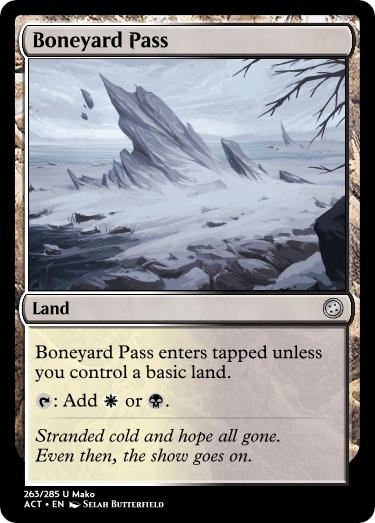 Boneyard Pass
Land
Boneyard Pass enters tapped unless
you control a basic land.
: Add or .
Stranded cold and hope all gone.
Even then, the show goes on.
263/285 U Mako
ACT • EN Selah Butterfield